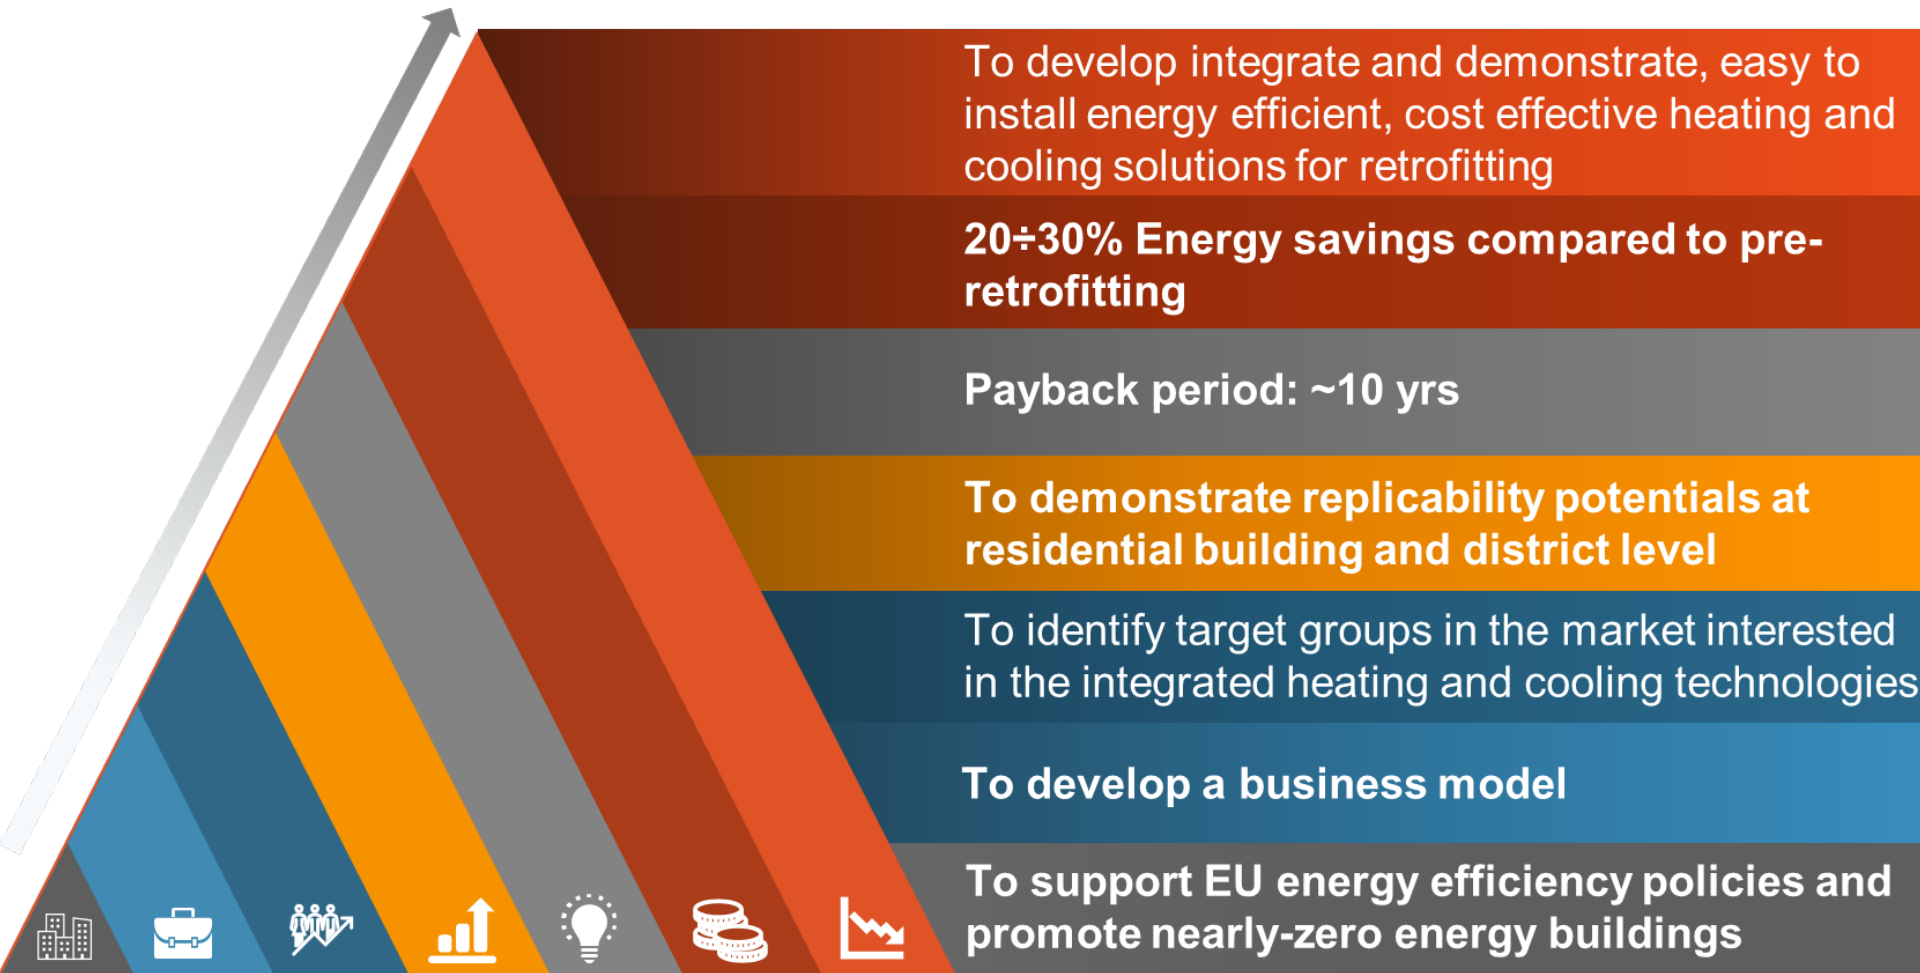 To develop integrate and demonstrate, easy to
install energy efficient, cost effective heating and
cooling solutions for retrofitting
20÷30% Energy savings compared to pre-
retrofitting
Payback period: ~10 yrs
To demonstrate replicability potentials at
residential building and district level
To identify target groups in the market interested
in the integrated heating and cooling technologies
To develop a business model
To support EU energy efficiency policies and
promote nearly-zero energy buildings